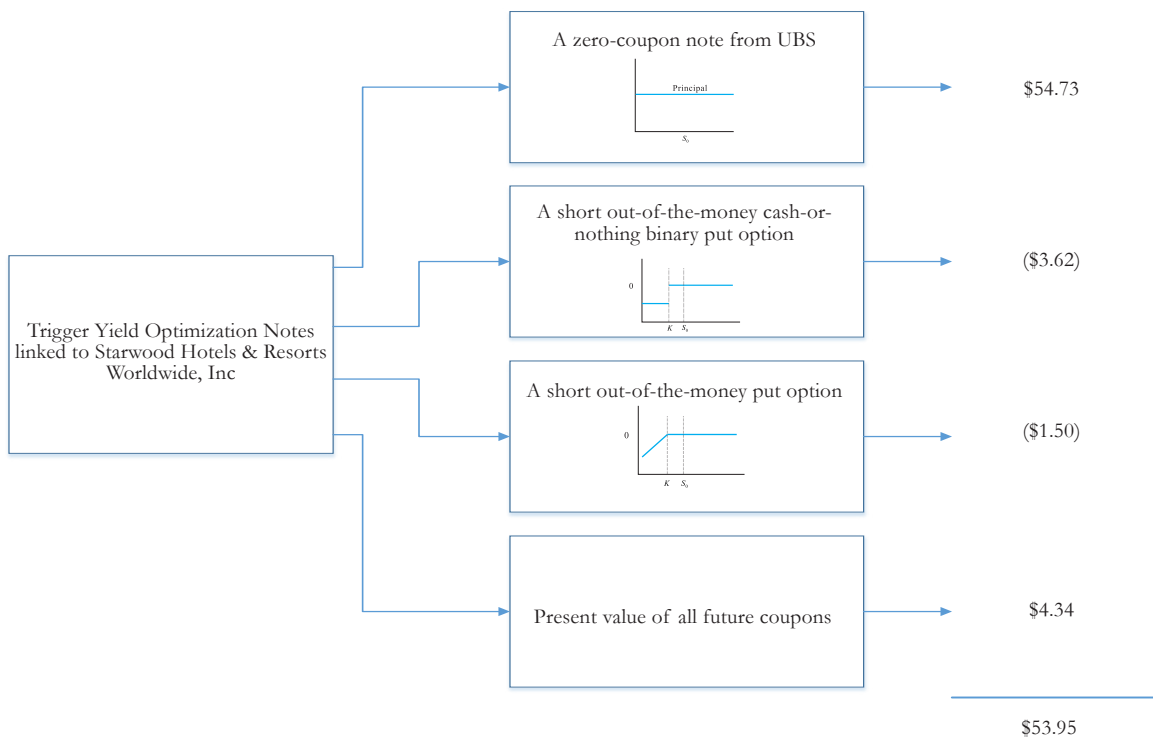 A zero-coupon note from UBS
Principal
S₀
$54.73
A short out-of-the-money cash-or-
nothing binary put option
0
K S₀
($3.62)
Trigger Yield Optimization Notes
linked to Starwood Hotels & Resorts
Worldwide, Inc
A short out-of-the-money put option
0
K S₀
($1.50)
Present value of all future coupons
$4.34
$53.95